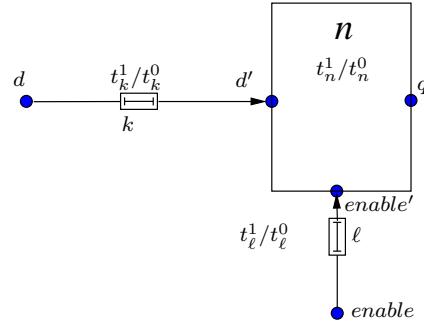 n
d
t_k^1/t_k^0
d'
t_n^1/t_n^0
q
k
enable'
t_ℓ^1/t_ℓ^0
ℓ
enable